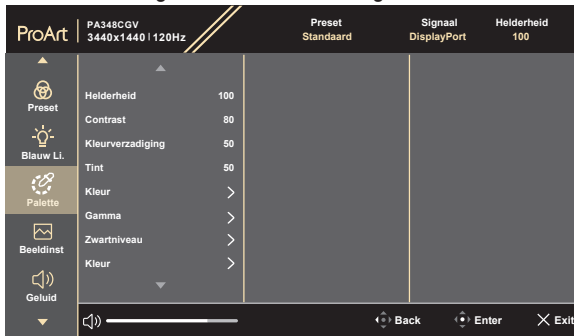 ProArt
PA348CGV
3440x1440 120Hz
Preset
Standaard
Signaal
DisplayPort
Helderheid
100
Preset
Blauw Li.
Palette
Beeldinst
Geluid
Helderheid 100
Contrast 80
Kleurverzadiging 50
Tint 50
Kleur
Gamma
Zwartniveau
Kleur
Back
Enter
Exit